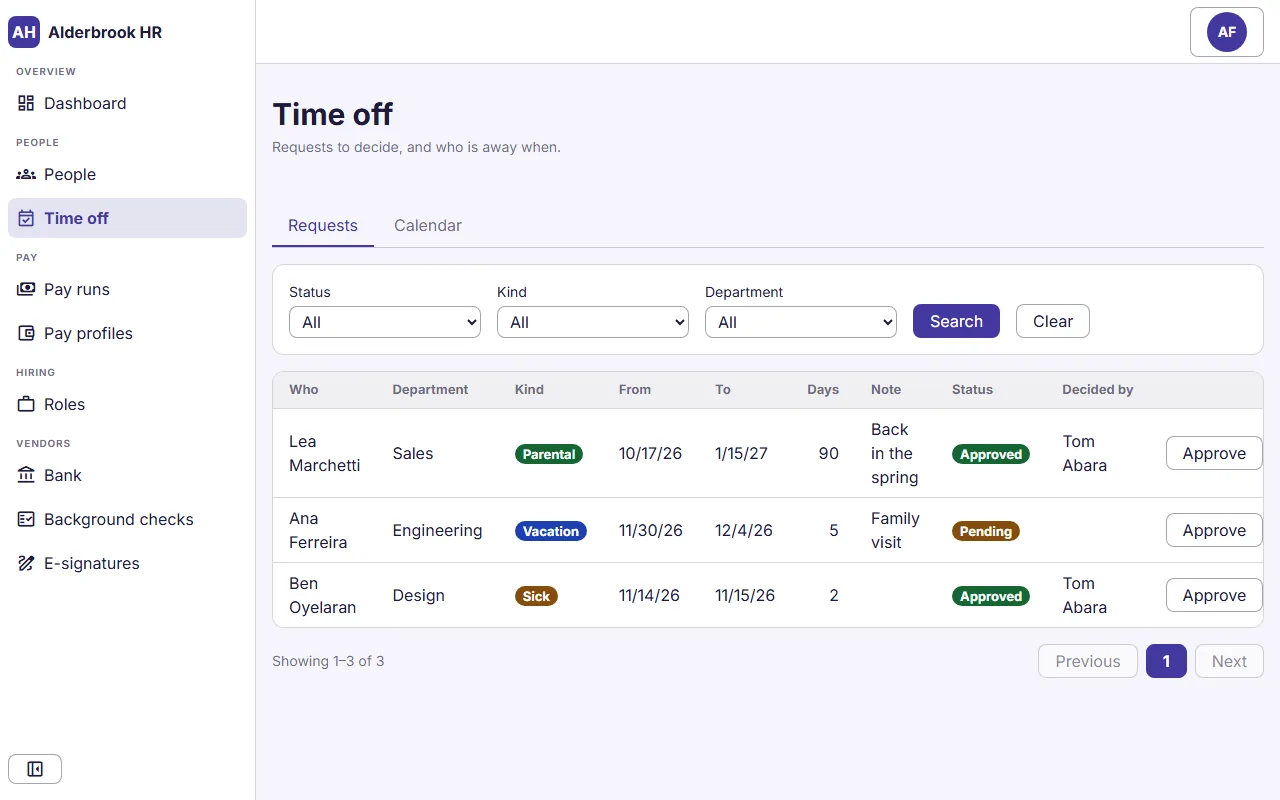 AH Alderbrook HR
AF
OVERVIEW
Dashboard
PEOPLE
People
Time off
PAY
Pay runs
Pay profiles
HIRING
Roles
VENDORS
Bank
Background checks
E-signatures
Time off
Requests to decide, and who is away when.
Requests Calendar
Status Kind Department
All All All Search Clear
Who Department Kind From To Days Note Status Decided by
Lea Marchetti Sales Parental 10/17/26 1/15/27 90 Back in the spring Approved Tom Abara Approve
Ana Ferreira Engineering Vacation 11/30/26 12/4/26 5 Family visit Pending Approve
Ben Oyelaran Design Sick 11/14/26 11/15/26 2 Approved Tom Abara Approve
Showing 1–3 of 3 Previous 1 Next